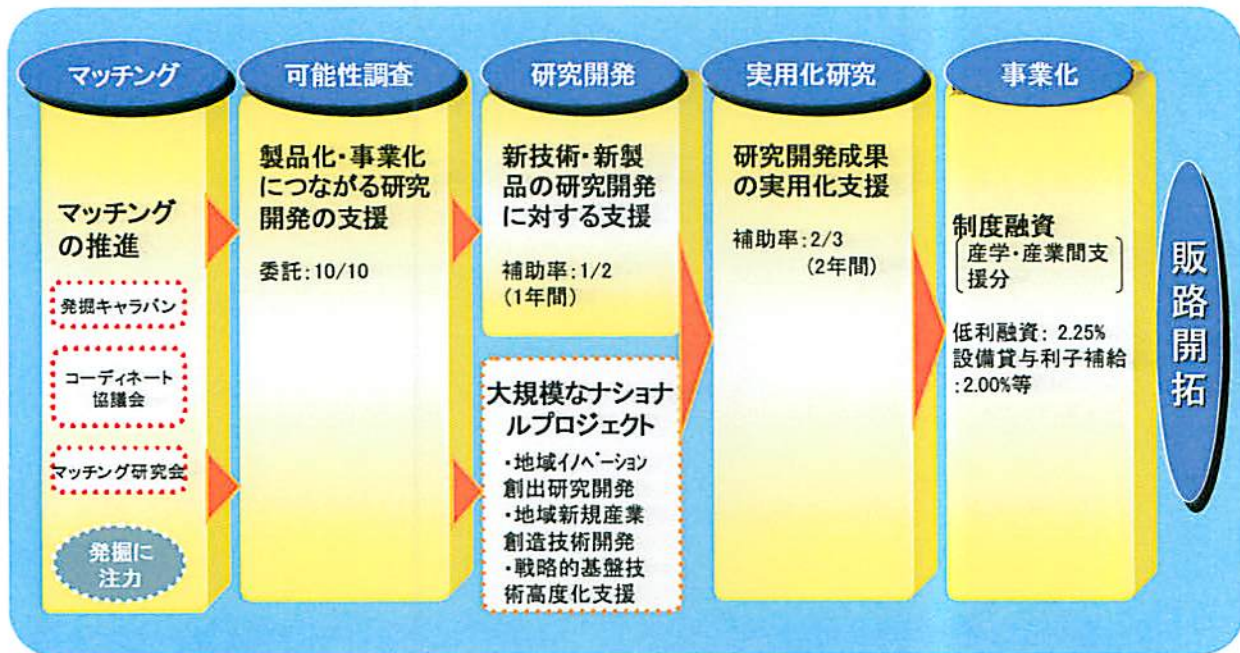 マッチング
マッチング
の推進
発掘キャラバン
コーディネート
協議会
マッチング研究会
発掘に
注力
可能性調査
製品化・事業化
につながる研究
開発の支援
委託:10/10
研究開発
新技術・新製
品の研究開発
に対する支援
補助率:1/2
(1年間)
大規模なナショナ
ルプロジェクト
・地域イノベーション
創出研究開発
・地域新規産業
創造技術開発
・戦略的基盤技
術高度化支援
実用化研究
研究開発成果
の実用化支援
補助率:2/3
(2年間)
事業化
制度融資
産学・産業間支
援分
低利融資: 2.25%
設備貸与利子補給
:2.00%等
販路開拓